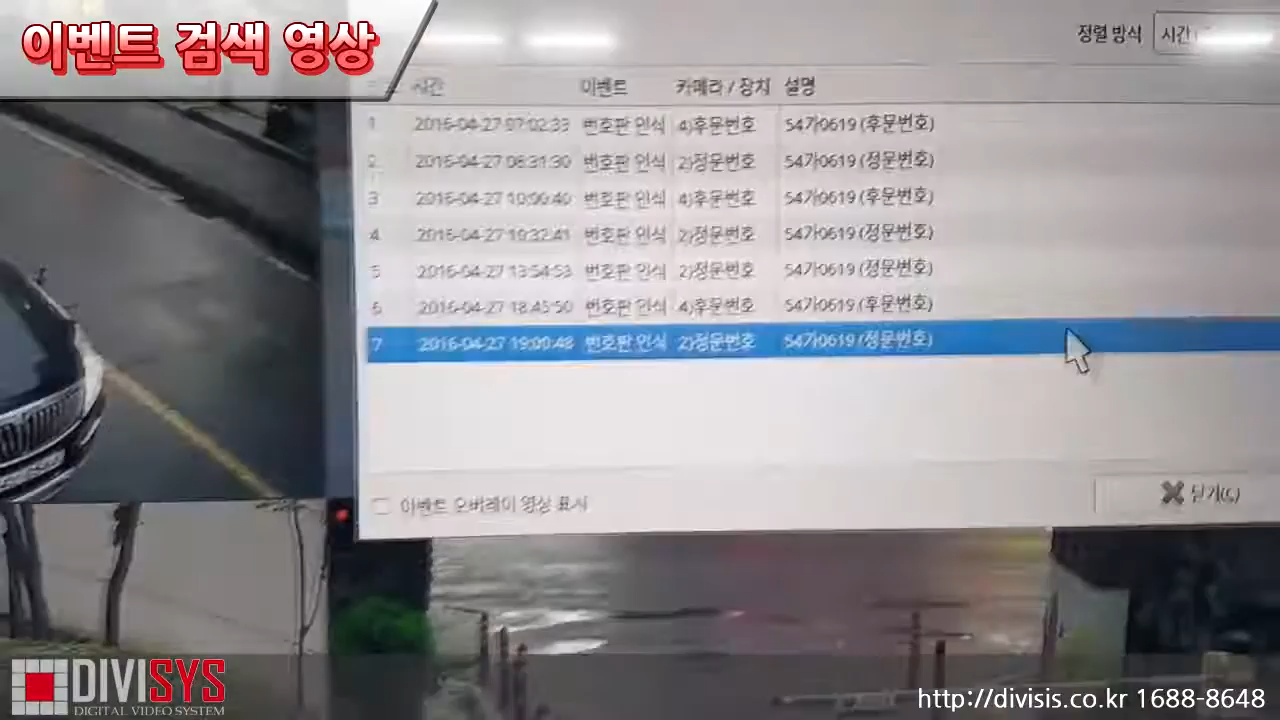 이벤트 검색 영상
정렬 방식 시간
시간 이벤트 카메라 / 장치 설명
1 2016-04-27 07:02:33 번호판 인식 4)후문번호 54가0619 (후문번호)
2 2016-04-27 08:31:30 번호판 인식 2)정문번호 54가0619 (정문번호)
3 2016-04-27 10:00:40 번호판 인식 4)후문번호 54가0619 (후문번호)
4 2016-04-27 10:32:41 번호판 인식 2)정문번호 54가0619 (정문번호)
5 2016-04-27 13:54:53 번호판 인식 2)정문번호 54가0619 (정문번호)
6 2016-04-27 18:45:50 번호판 인식 4)후문번호 54가0619 (후문번호)
7 2016-04-27 19:00:48 번호판 인식 2)정문번호 54가0619 (정문번호)
이벤트 오버레이 영상 표시
닫기(C)
DIVISYS
DIGITAL VIDEO SYSTEM
http://divisis.co.kr 1688-8648